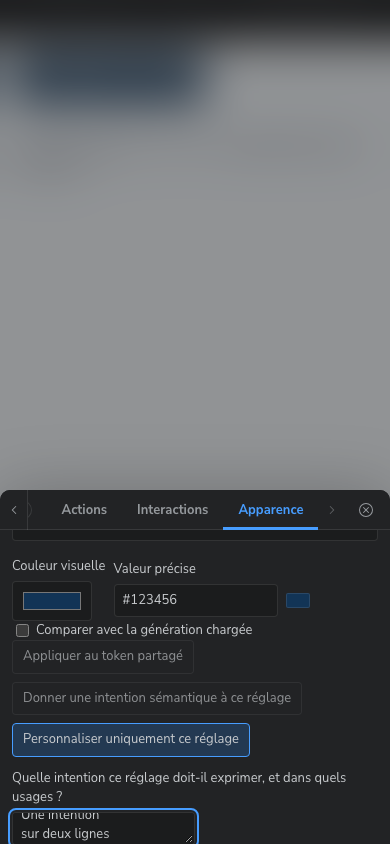 Actions Interactions Apparence
Couleur visuelle Valeur précise
#123456
Comparer avec la génération chargée
Appliquer au token partagé
Donner une intention sémantique à ce réglage
Personnaliser uniquement ce réglage
Quelle intention ce réglage doit-il exprimer, et dans quels
usages ?
Une intention
sur deux lignes